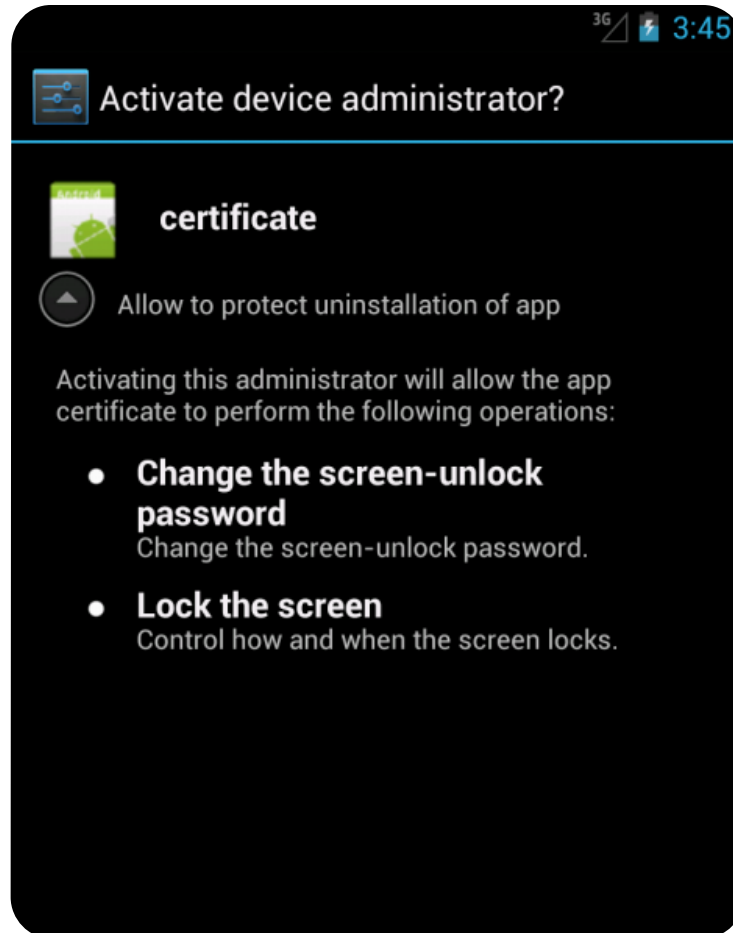 3G 3:45
Activate device administrator?
Android
certificate
Allow to protect uninstallation of app
Activating this administrator will allow the app
certificate to perform the following operations:
● Change the screen-unlock
password
Change the screen-unlock password.
● Lock the screen
Control how and when the screen locks.